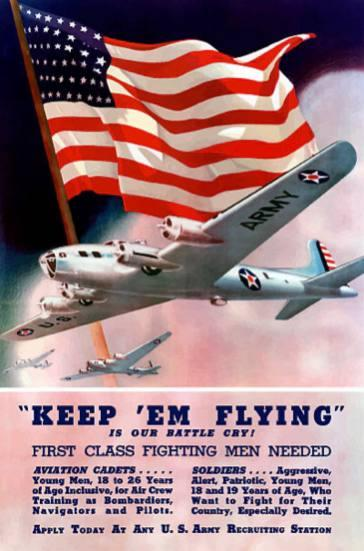 ARMY
U.S.
"KEEP 'EM FLYING"
IS OUR BATTLE CRY!
FIRST CLASS FIGHTING MEN NEEDED
AVIATION CADETS . . . . .
Young Men, 18 to 26 Years
of Age Inclusive, for Air Crew
Training as Bombardiers,
Navigators and Pilots.
SOLDIERS . . . . Aggressive,
Alert, Patriotic, Young Men,
18 and 19 Years of Age, Who
Want to Fight for Their
Country, Especially Desired.
APPLY TODAY AT ANY U. S. ARMY RECRUITING STATION